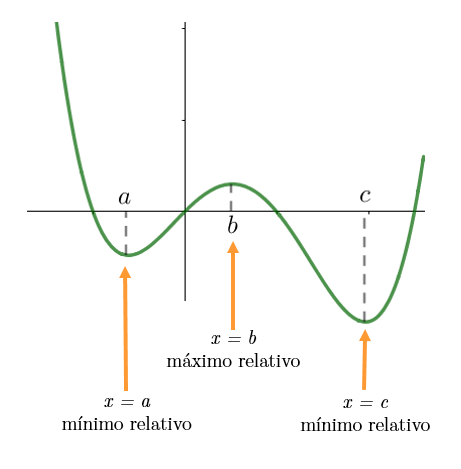 a
c
b
x = b
máximo relativo
x = a
mínimo relativo
x = c
mínimo relativo